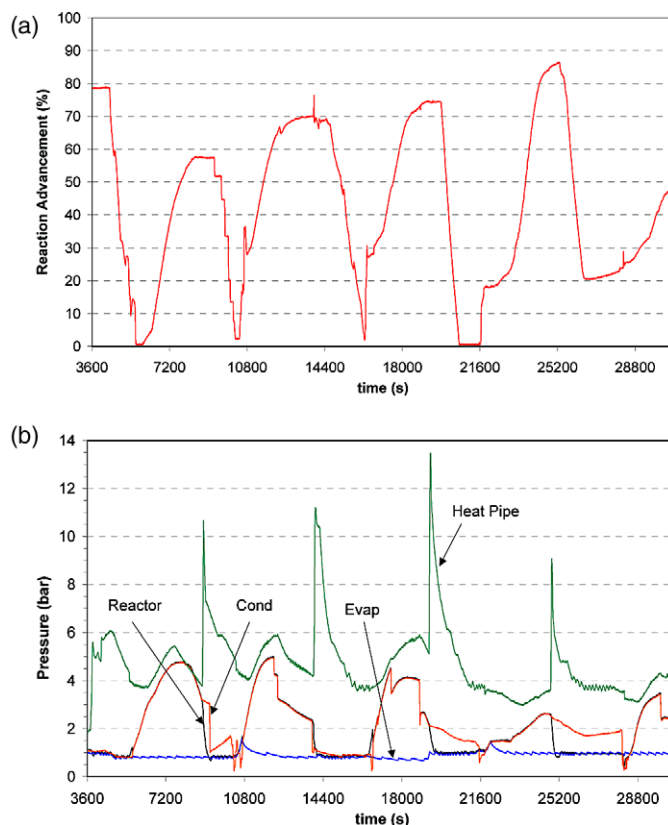 (a)
100
90
80
70
60
50
40
30
20
10
0
Reaction Advancement (%)
3600 7200 10800 14400 18000 21600 25200 28800
time (s)
(b)
14
12
10
8
6
4
2
0
Pressure (bar)
Heat Pipe
Reactor
Cond
Evap
3600 7200 10800 14400 18000 21600 25200 28800
time (s)